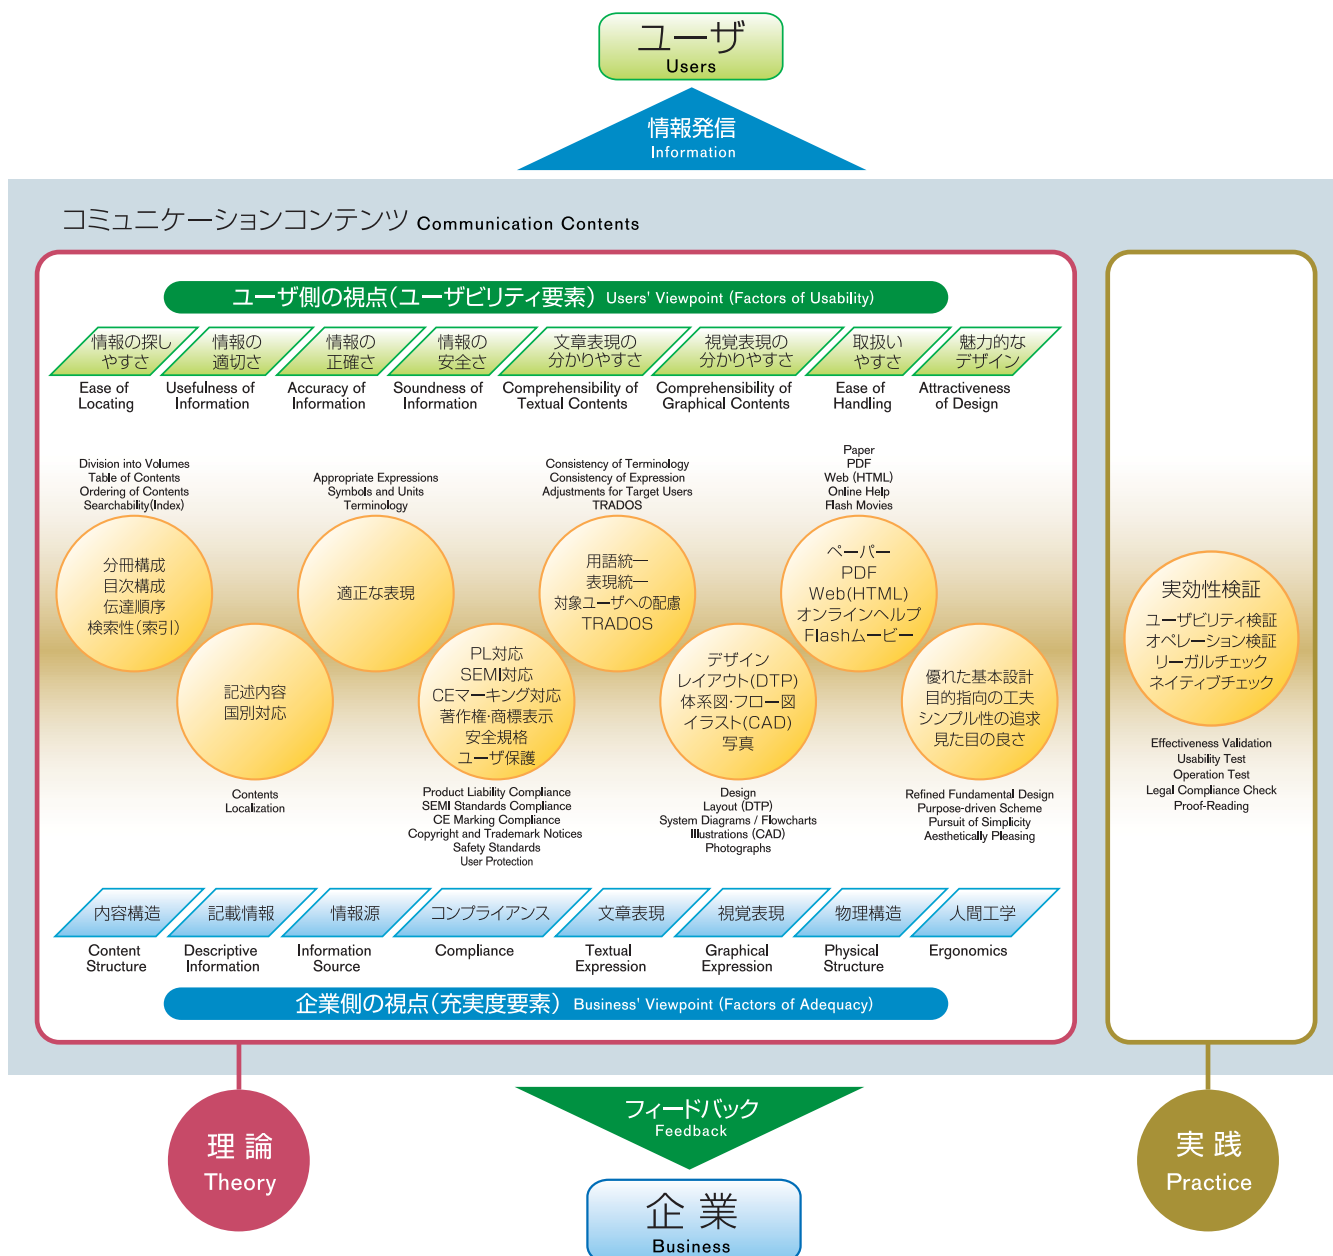 ユーザ
Users
情報発信
Information
コミュニケーションコンテンツ Communication Contents
ユーザ側の視点(ユーザビリティ要素) Users' Viewpoint (Factors of Usability)
情報の探し
やすさ
Ease of
Locating
情報の
適切さ
Usefulness of
Information
情報の
正確さ
Accuracy of
Information
情報の
安全さ
Soundness of
Information
文章表現の
分かりやすさ
Comprehensibility of
Textual Contents
視覚表現の
分かりやすさ
Comprehensibility of
Graphical Contents
取扱い
やすさ
Ease of
Handling
魅力的な
デザイン
Attractiveness
of Design
Division into Volumes
Table of Contents
Ordering of Contents
Searchability(Index)
分冊構成
目次構成
伝達順序
検索性(索引)
記述内容
国別対応
Contents
Localization
Appropriate Expressions
Symbols and Units
Terminology
適正な表現
PL対応
SEMI対応
CEマーキング対応
著作権・商標表示
安全規格
ユーザ保護
Product Liability Compliance
SEMI Standards Compliance
CE Marking Compliance
Copyright and Trademark Notices
Safety Standards
User Protection
Consistency of Terminology
Consistency of Expression
Adjustments for Target Users
TRADOS
用語統一
表現統一
対象ユーザへの配慮
TRADOS
デザイン
レイアウト(DTP)
体系図・フロー図
イラスト(CAD)
写真
Design
Layout (DTP)
System Diagrams / Flowcharts
Illustrations (CAD)
Photographs
Paper
PDF
Web (HTML)
Online Help
Flash Movies
ペーパー
PDF
Web(HTML)
オンラインヘルプ
Flashムービー
優れた基本設計
目的指向の工夫
シンプル性の追求
見た目の良さ
Refined Fundamental Design
Purpose-driven Scheme
Pursuit of Simplicity
Aesthetically Pleasing
実効性検証
ユーザビリティ検証
オペレーション検証
リーガルチェック
ネイティブチェック
Effectiveness Validation
Usability Test
Operation Test
Legal Compliance Check
Proof-Reading
内容構造
Content
Structure
記載情報
Descriptive
Information
情報源
Information
Source
コンプライアンス
Compliance
文章表現
Textual
Expression
視覚表現
Graphical
Expression
物理構造
Physical
Structure
人間工学
Ergonomics
企業側の視点(充実度要素) Business' Viewpoint (Factors of Adequacy)
理論
Theory
フィードバック
Feedback
実践
Practice
企業
Business